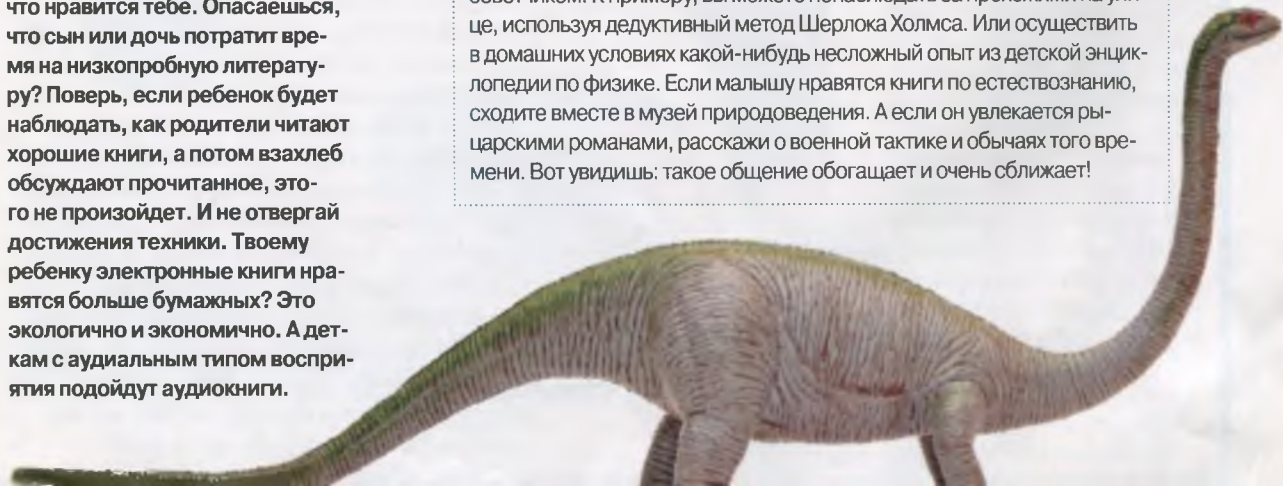 что нравится тебе. Опасаешься,
что сын или дочь потратит вре-
мя на низкопробную литерату-
ру? Поверь, если ребенок будет
наблюдать, как родители читают
хорошие книги, а потом взахлеб
обсуждают прочитанное, это-
го не произойдет. И не отвергай
достижения техники. Твоему
ребенку электронные книги нра-
вятся больше бумажных? Это
экологично и экономично. А дет-
кам с аудиальным типом воспри-
ятия подойдут аудиокниги.
це, используя дедуктивный метод Шерлока Холмса. Или осуществить
в домашних условиях какой-нибудь несложный опыт из детской энцик-
лопедии по физике. Если малышу нравятся книги по естествознанию,
сходите вместе в музей природоведения. А если он увлекается ры-
царскими романами, расскажи о военной тактике и обычаях того вре-
мени. Вот увидишь: такое общение обогащает и очень сближает!